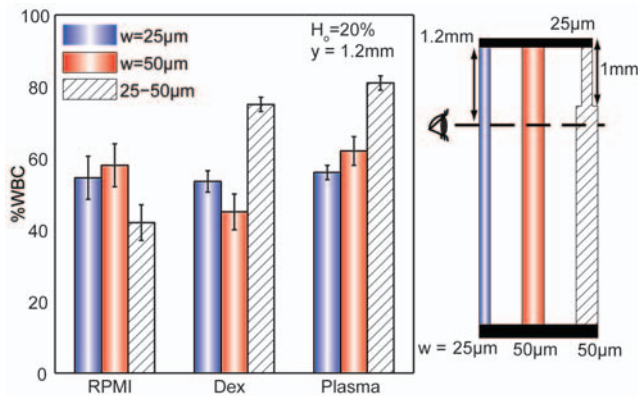 100
80
60
40
20
0
%WBC
w=25µm
w=50µm
25–50µm
Hₒ=20%
y = 1.2mm
RPMI
Dex
Plasma
25µm
1.2mm
1mm
w = 25µm 50µm 50µm